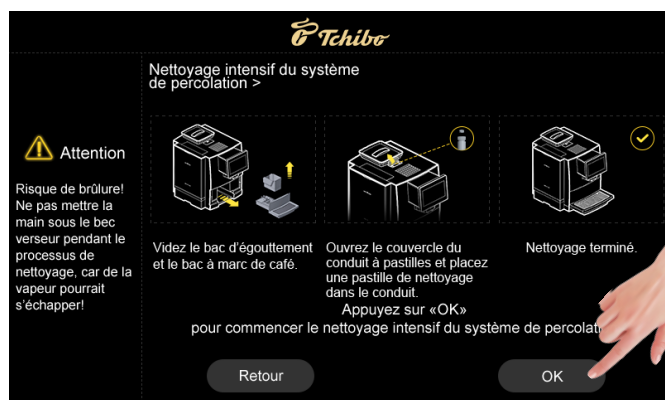 Tchibo
Nettoyage intensif du système
de percolation >
Attention
Risque de brûlure!
Ne pas mettre la
main sous le bec
verseur pendant le
processus de
nettoyage, car de la
vapeur pourrait
s'échapper!
Videz le bac d'égouttement
et le bac à marc de café.
Ouvrez le couvercle du
conduit à pastilles et placez
une pastille de nettoyage
dans le conduit.
Nettoyage terminé.
Appuyez sur «OK»
pour commencer le nettoyage intensif du système de
Retour
OK